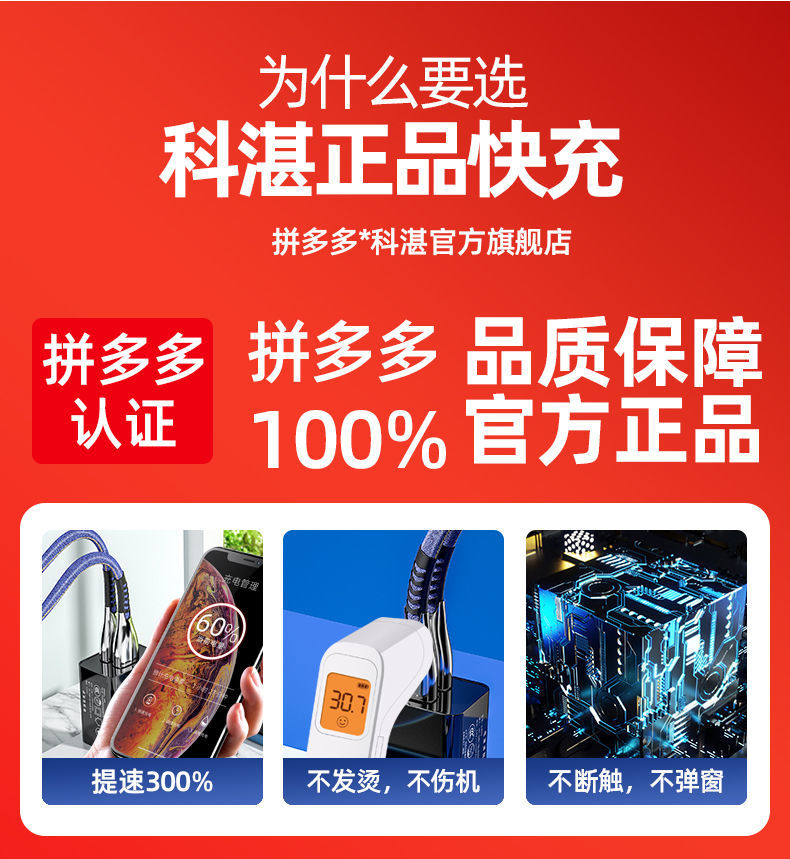 为什么要选
科湛正品快充
拼多多*科湛官方旗舰店
拼多多
认证
拼多多
100%
品质保障
官方正品
充电管理
60%
30.7
提速300%
不发烫，不伤机
不断触，不弹窗